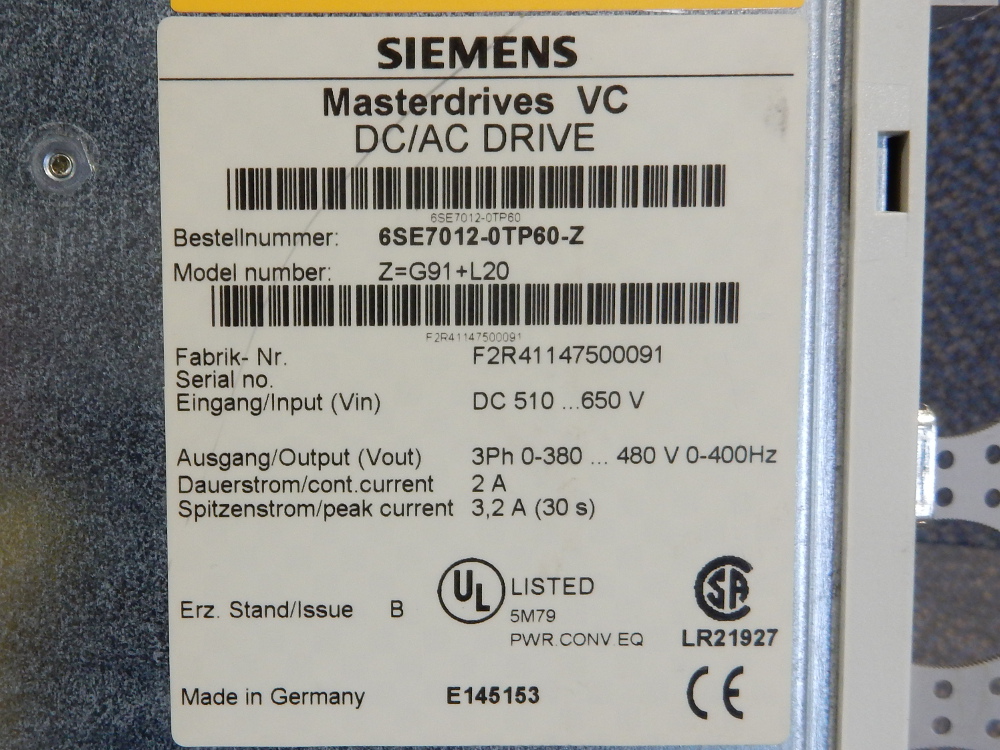 SIEMENS
Masterdrives VC
DC/AC DRIVE
6SE7012-0TP60
Bestellnummer: 6SE7012-0TP60-Z
Model number: Z=G91+L20
F2R41147500091
Fabrik- Nr. F2R41147500091
Serial no.
Eingang/Input (Vin) DC 510 ...650 V
Ausgang/Output (Vout) 3Ph 0-380 ... 480 V 0-400Hz
Dauerstrom/cont.current 2 A
Spitzenstrom/peak current 3,2 A (30 s)
UL LISTED
5M79
Erz. Stand/Issue B
PWR.CONV.EQ
SA
LR21927
Made in Germany E145153
CE